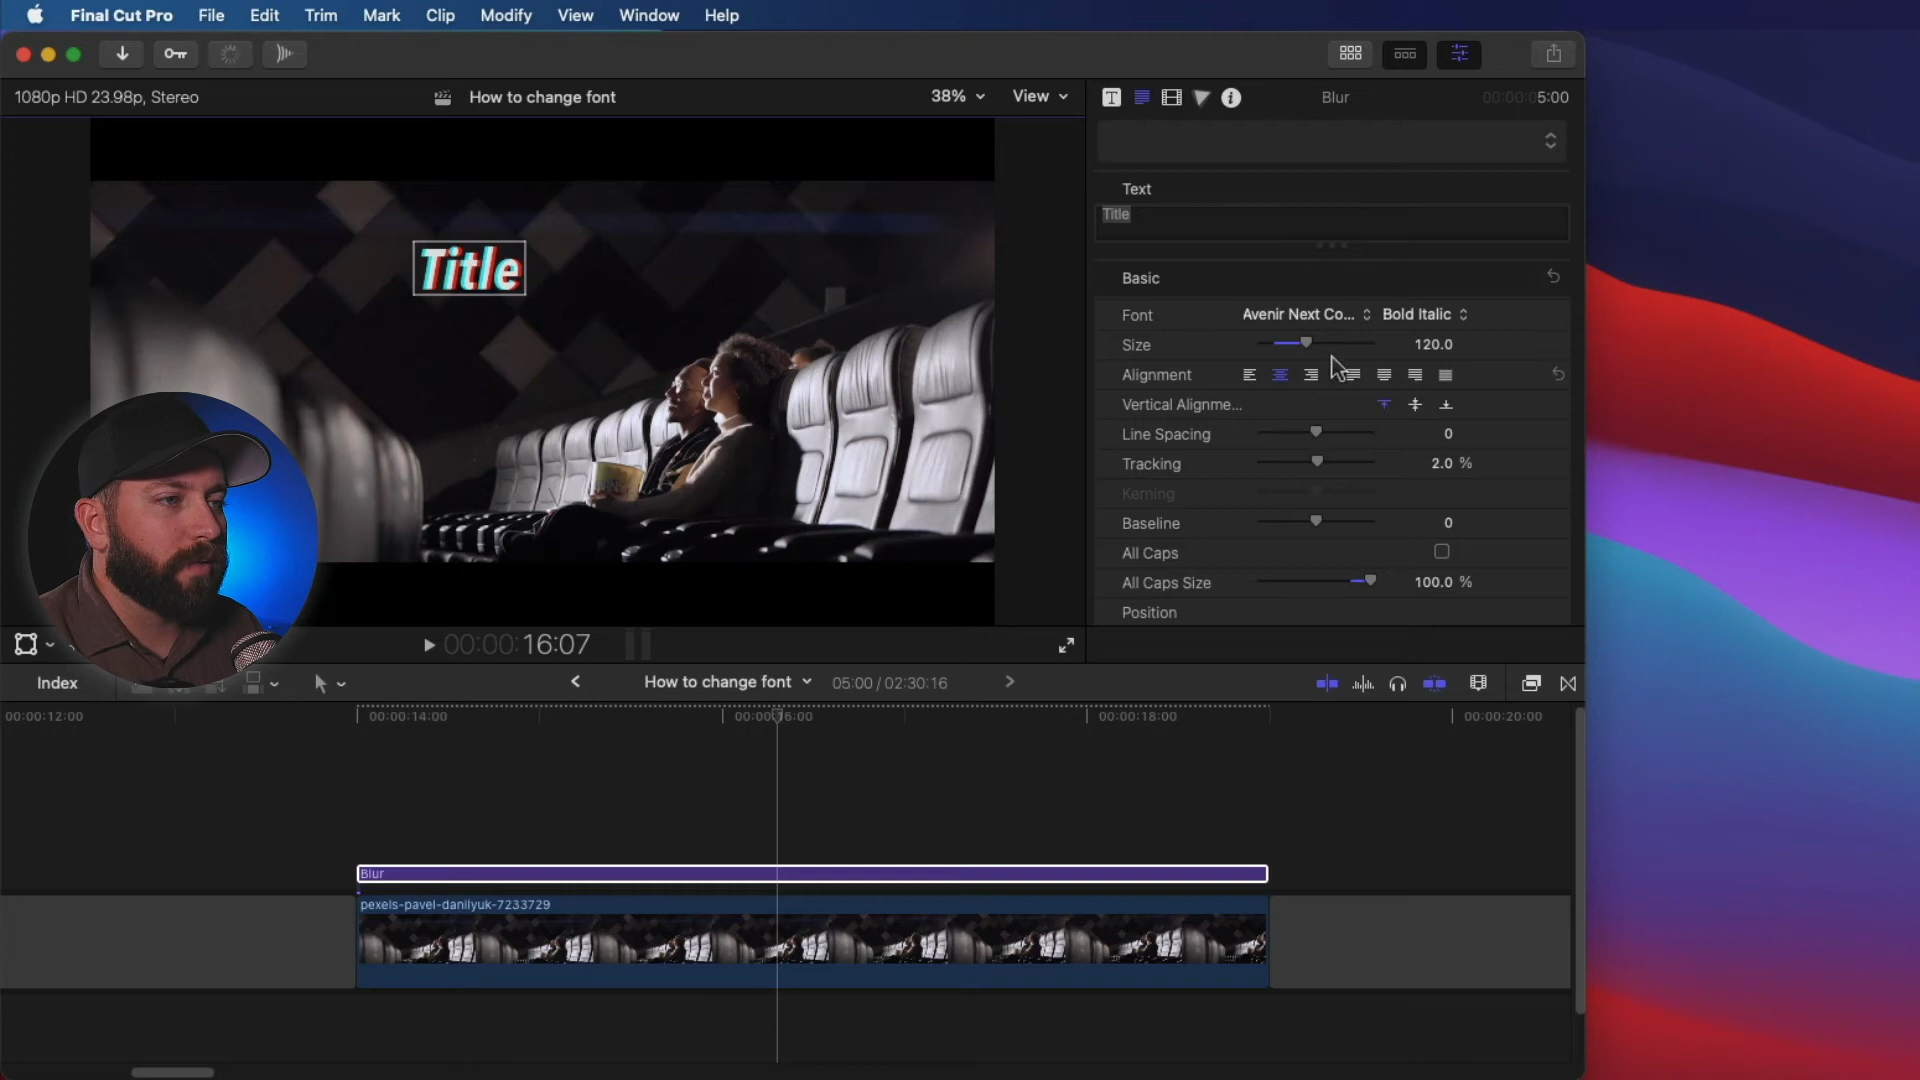 Final Cut Pro File Edit Trim Mark Clip Modify View Window Help
1080p HD 23.98p, Stereo How to change font 38% View Blur 00:00:05:00
Text
Title
Title
Basic
Font Avenir Next Co... Bold Italic
Size 120.0
Alignment
Vertical Alignme...
Line Spacing 0
Tracking 2.0 %
Kerning
Baseline 0
All Caps
All Caps Size 100.0 %
Position
00:00:16:07
Index How to change font 05:00 / 02:30:16
00:00:12:00 00:00:14:00 00:00:16:00 00:00:18:00 00:00:20:00
Blur
pexels-pavel-danilyuk-7233729